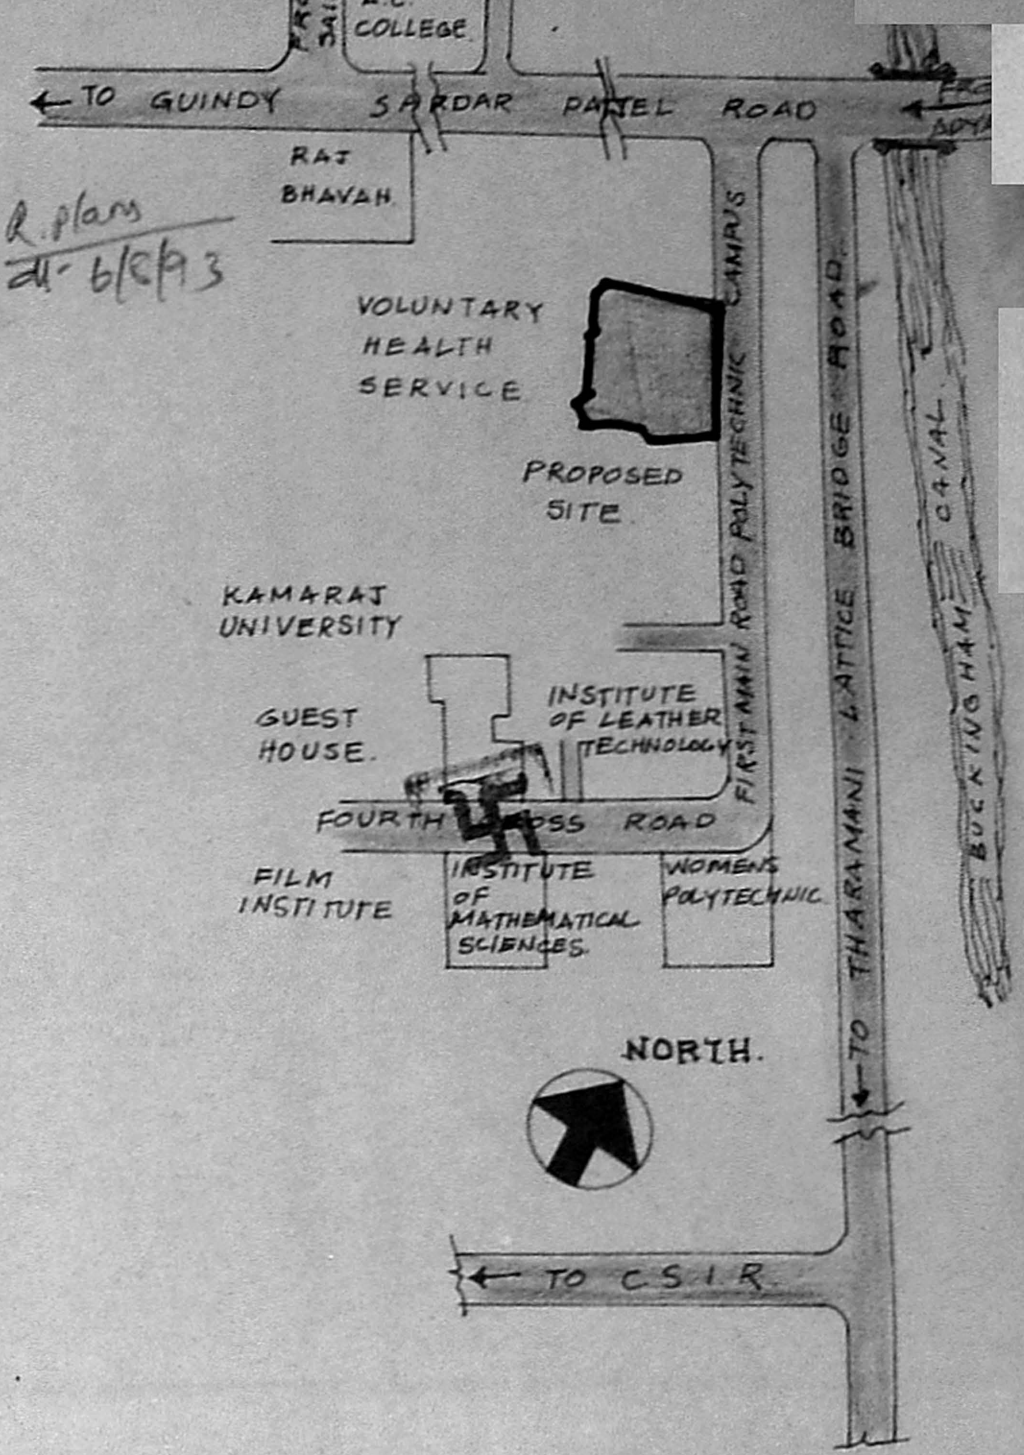 COLLEGE.
← TO GUINDY SARDAR PATEL ROAD
RAJ
BHAVAN.
R. plans
dt- 6/8/93
VOLUNTARY
HEALTH
SERVICE
PROPOSED
SITE.
FIRST MAIN ROAD POLYTECHNIC CAMPUS
← TO THARAMANI LATTICE BRIDGE ROAD.
BUCKINGHAM CANAL.
KAMARAJ
UNIVERSITY
GUEST
HOUSE.
INSTITUTE
OF LEATHER
TECHNOLOGY
FOURTH CROSS ROAD
FILM
INSTITUTE
INSTITUTE
OF
MATHEMATICAL
SCIENCES.
WOMENS
POLYTECHNIC.
NORTH.
← TO CSIR.